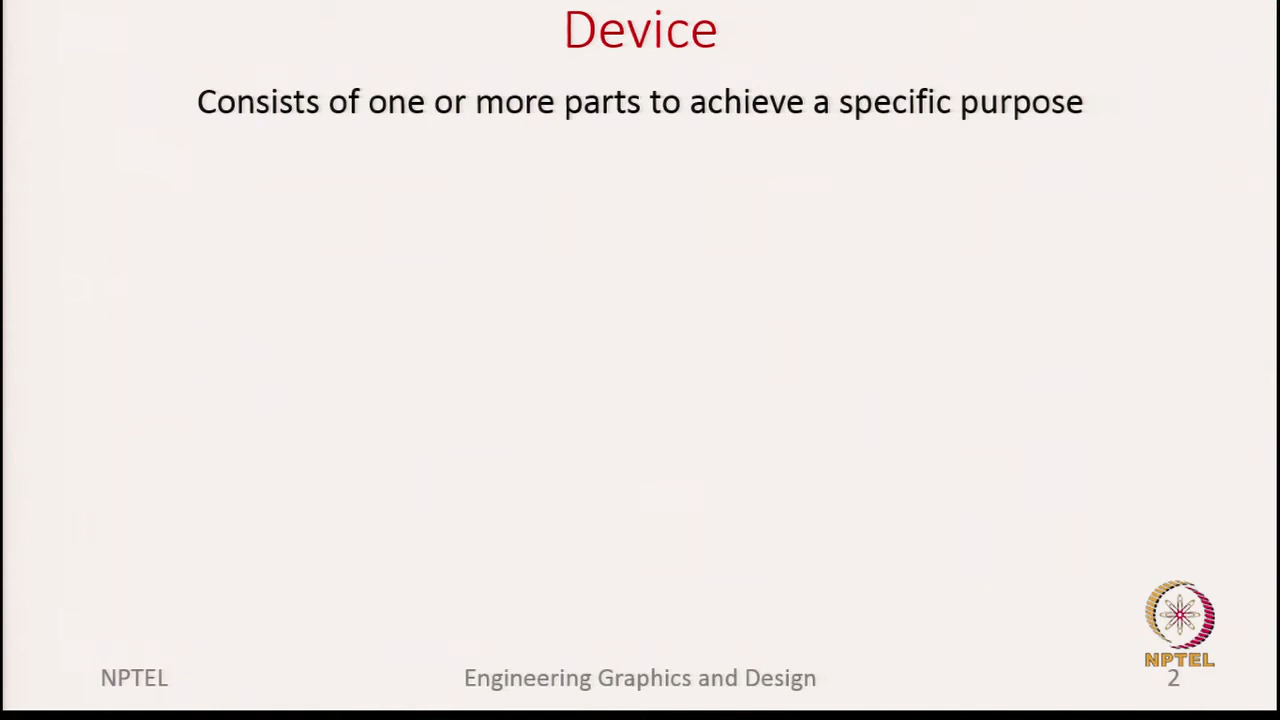 Device
Consists of one or more parts to achieve a specific purpose
NPTEL
NPTEL
Engineering Graphics and Design
2